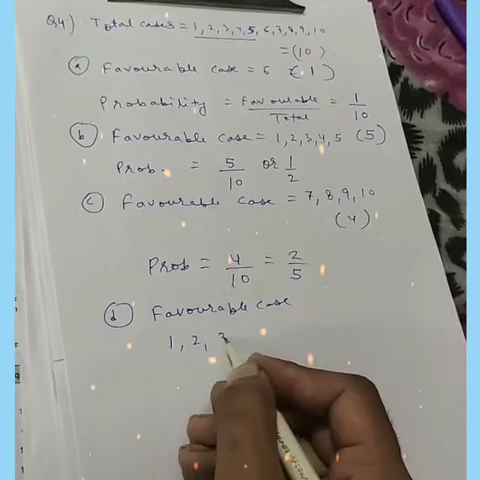 Q4) Total cases = 1, 2, 3, 4, 5, 6, 7, 8, 9, 10
= (10)
(a) Favourable case = 6 (1)
Probability = Favourable / Total = 1/10
(b) Favourable case = 1, 2, 3, 4, 5 (5)
Prob. = 5/10 or 1/2
(c) Favourable case = 7, 8, 9, 10
(4)
Prob = 4/10 = 2/5
(d) Favourable case
1, 2, 3